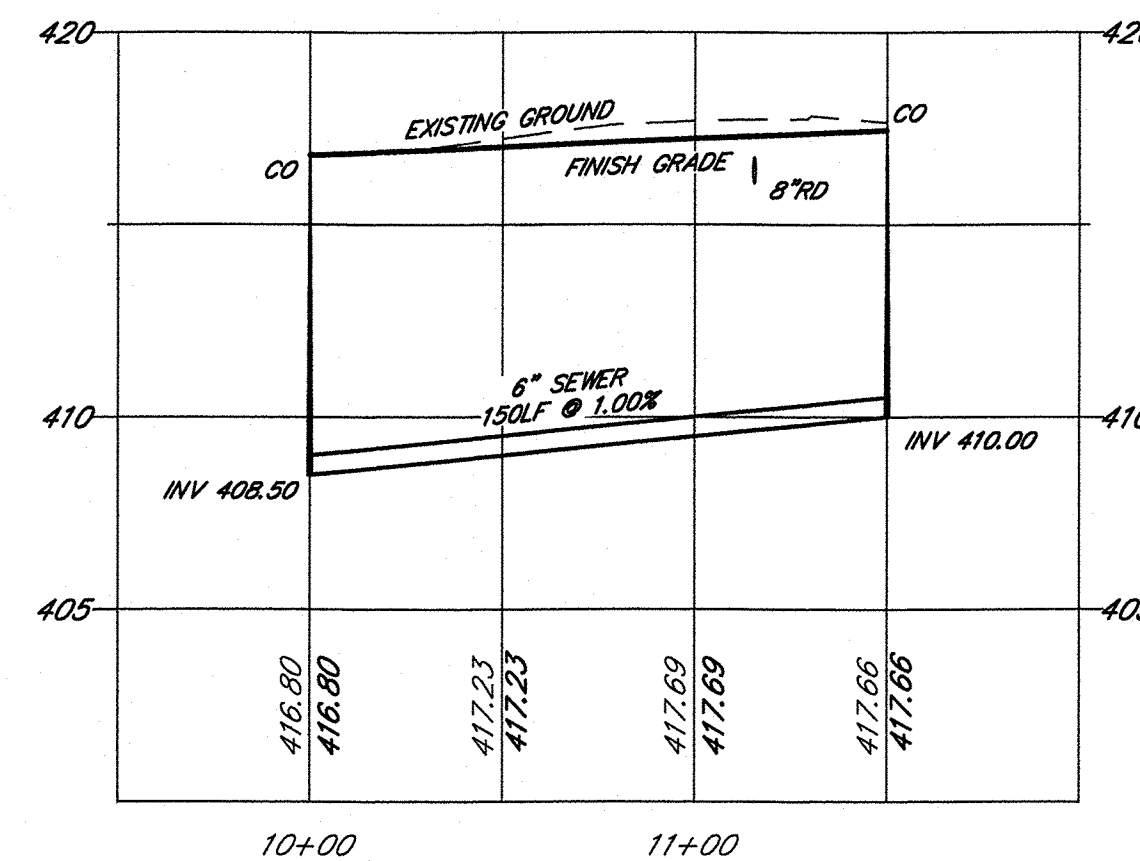 420
EXISTING GROUND
CO
CO
FINISH GRADE
8"RD
6" SEWER
410
150LF @ 1.00%
INV 410.00
INV 408.50
405
416.80
416.80
417.23
417.23
417.69
417.69
417.66
417.66
10+00
11+00